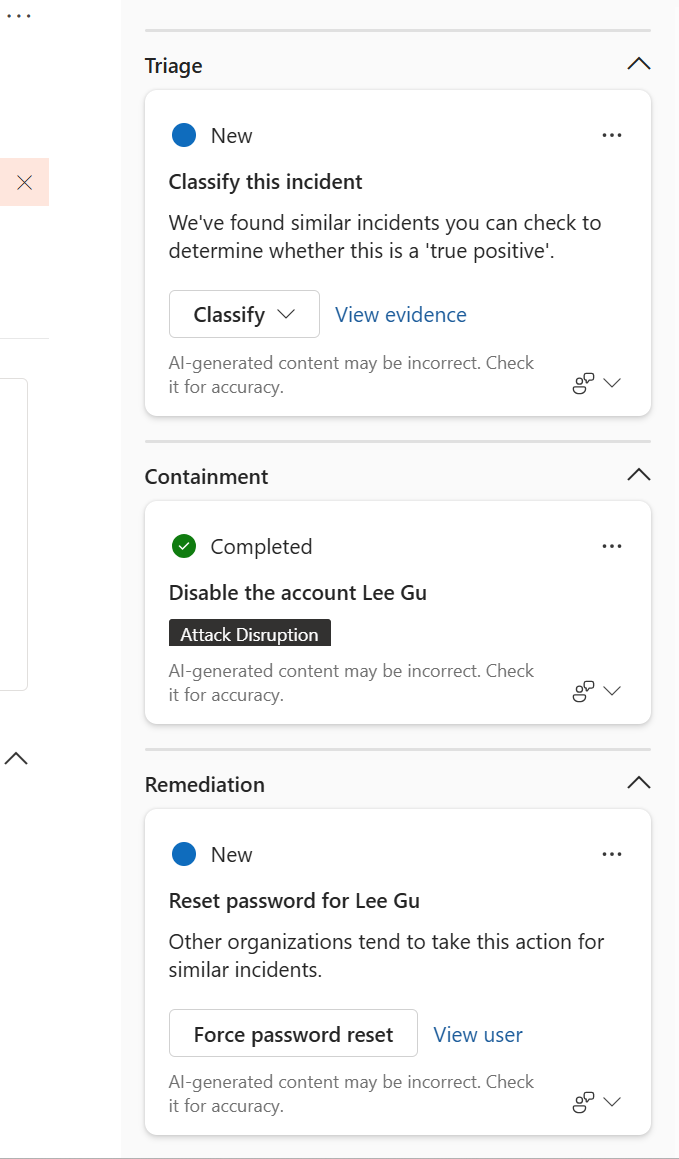 Triage
New
Classify this incident
We've found similar incidents you can check to
determine whether this is a 'true positive'.
Classify View evidence
AI-generated content may be incorrect. Check
it for accuracy.
Containment
Completed
Disable the account Lee Gu
Attack Disruption
AI-generated content may be incorrect. Check
it for accuracy.
Remediation
New
Reset password for Lee Gu
Other organizations tend to take this action for
similar incidents.
Force password reset View user
AI-generated content may be incorrect. Check
it for accuracy.